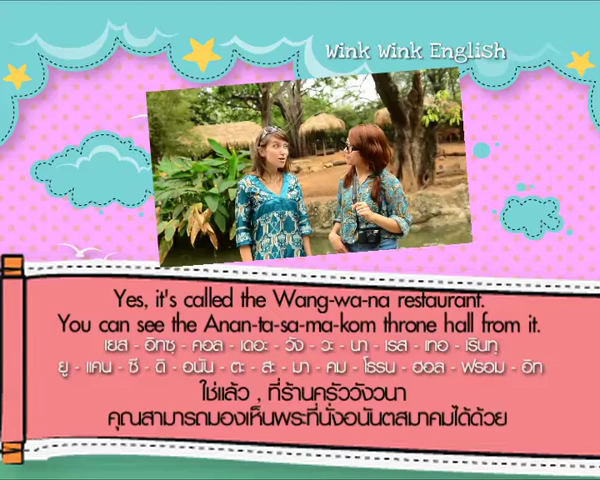 Wink Wink English
Yes, it's called the Wang-wa-na restaurant.
You can see the Anan-ta-sa-ma-kom throne hall from it.
เยส - อิทซฺ - คอล - เดอะ - วัง - วะ - นา - เรส - เทอ - เรินทฺ
ยู - แคน - ซี - ดิ - อนัน - ตะ - สะ - มา - คม - โธรน - ฮอล - ฟรอม - อิท
ใช่แล้ว , ที่ร้านครัววังวนา
คุณสามารถมองเห็นพระที่นั่งอนันตสมาคมได้ด้วย